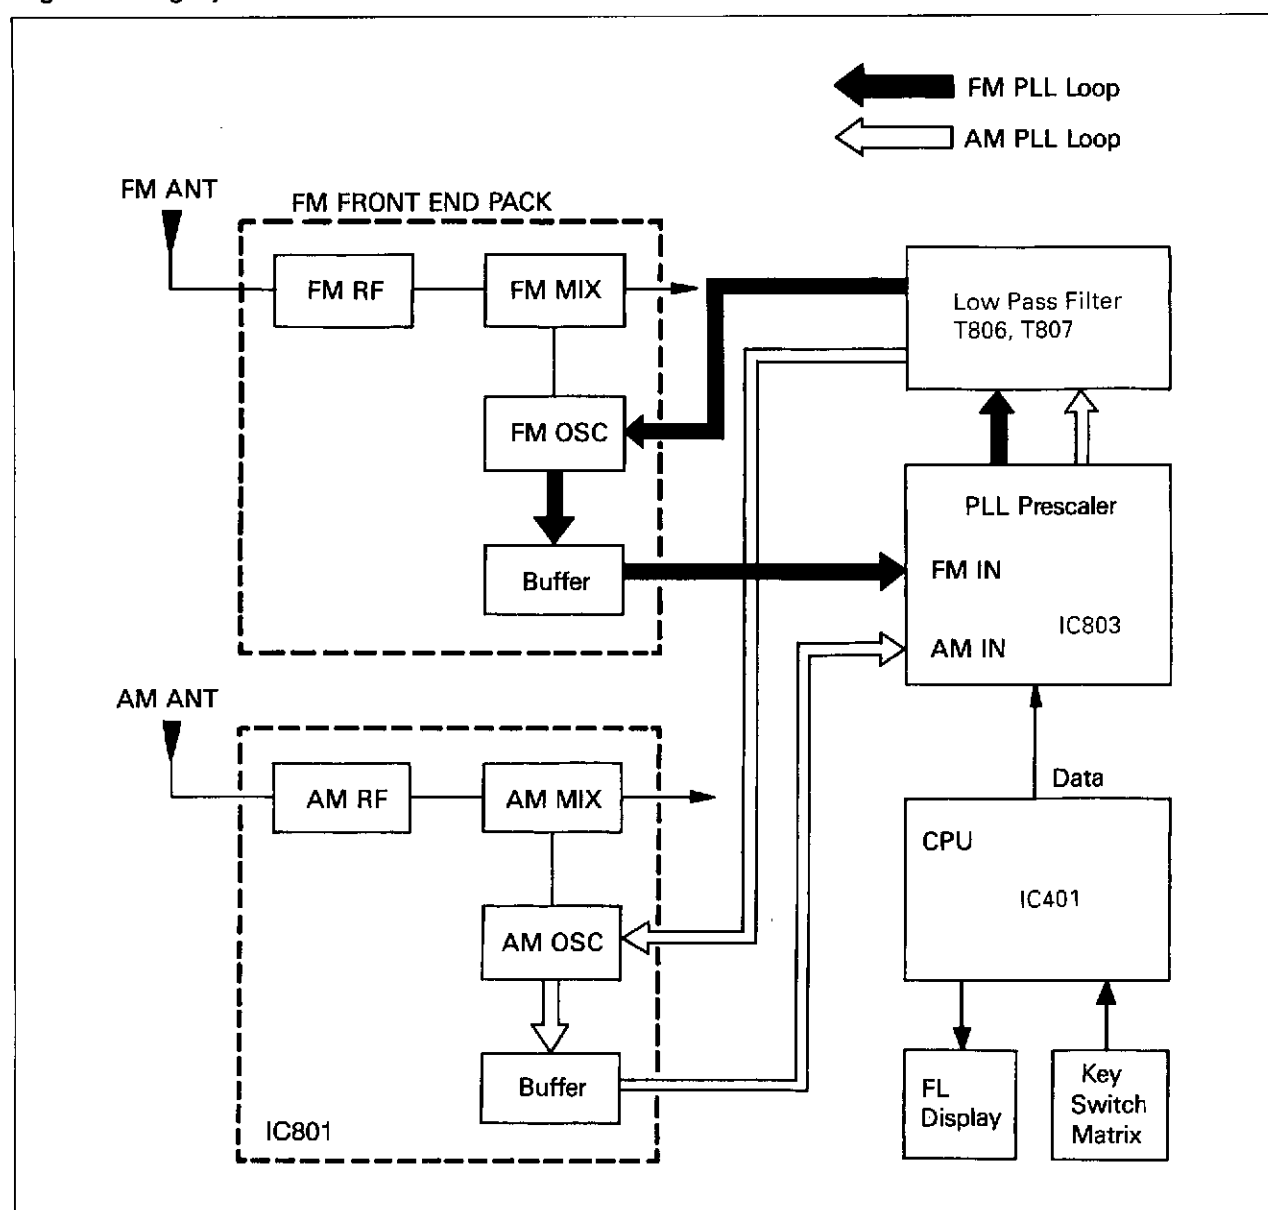 FM PLL Loop
AM PLL Loop
FM ANT
FM FRONT END PACK
FM RF
FM MIX
Low Pass Filter
T806, T807
FM OSC
PLL Prescaler
Buffer
FM IN
IC803
AM IN
AM ANT
AM RF
AM MIX
Data
CPU
IC401
AM OSC
Buffer
FL
Display
Key
Switch
Matrix
IC801